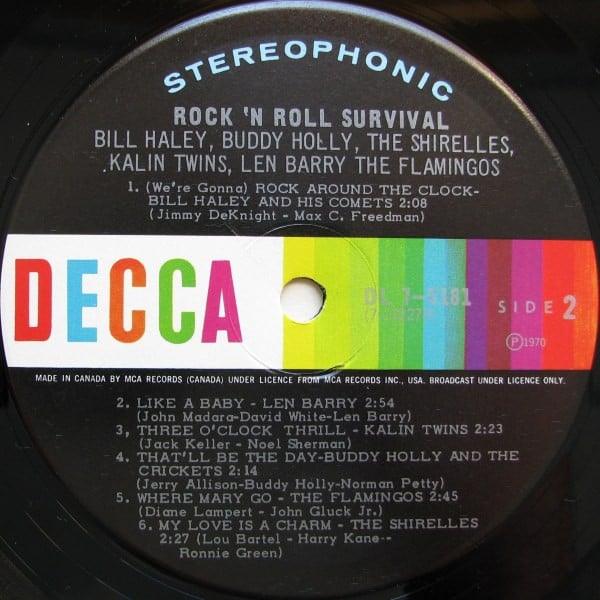 STEREOPHONIC
ROCK 'N ROLL SURVIVAL
BILL HALEY, BUDDY HOLLY, THE SHIRELLES,
KALIN TWINS, LEN BARRY THE FLAMINGOS
1. (We're Gonna) ROCK AROUND THE CLOCK-
BILL HALEY AND HIS COMETS 2:08
(Jimmy DeKnight - Max C. Freedman)
DECCA
SIDE 2
Ⓟ1970
MADE IN CANADA BY MCA RECORDS (CANADA) UNDER LICENCE FROM MCA RECORDS INC., USA. BROADCAST UNDER LICENCE ONLY.
2. LIKE A BABY - LEN BARRY 2:54
(John Madara-David White-Len Barry)
3, THREE O'CLOCK THRILL - KALIN TWINS 2:23
(Jack Keller - Noel Sherman)
4. THAT'LL BE THE DAY-BUDDY HOLLY AND THE
CRICKETS 2:14
(Jerry Allison-Buddy Holly-Norman Petty)
5. WHERE MARY GO - THE FLAMINGOS 2:45
(Diane Lampert - John Gluck Jr.)
6. MY LOVE IS A CHARM - THE SHIRELLES
2:27 (Lou Bartel - Harry Kane--
Ronnie Green)